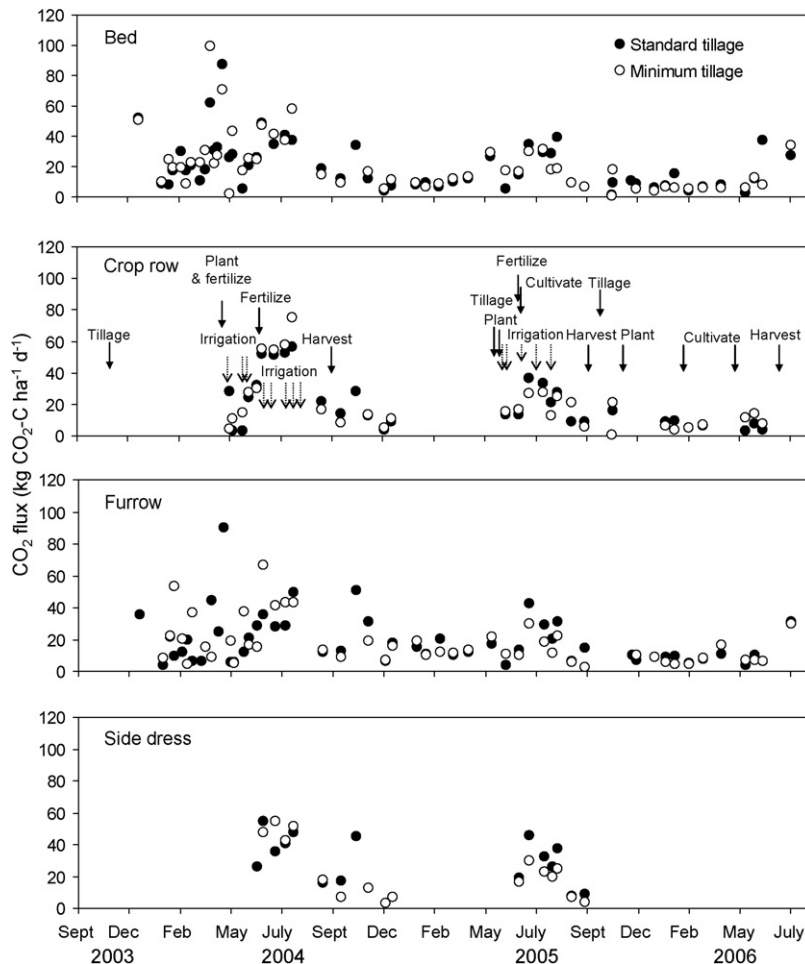 CO2 flux (kg CO2-C ha-1 d-1)
120
100
80
60
40
20
0
Bed
Standard tillage
Minimum tillage
120
100
80
60
40
20
0
Crop row
Plant
& fertilize
Fertilize
Tillage
Irrigation
Irrigation
Harvest
Fertilize
Cultivate
Tillage
Tillage
Plant
Irrigation
Harvest
Plant
Cultivate
Harvest
120
100
80
60
40
20
0
Furrow
120
100
80
60
40
20
0
Side dress
Sept Dec Feb May July Sept Dec Feb May July Sept Dec Feb May July
2003 2004 2005 2006